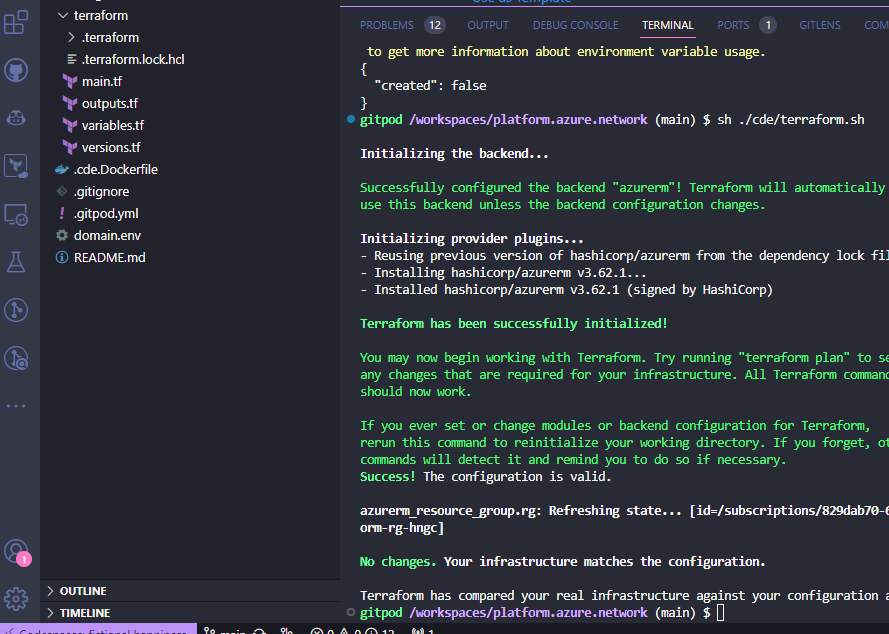 Use as Template
terraform
.terraform
.terraform.lock.hcl
main.tf
outputs.tf
variables.tf
versions.tf
.cde.Dockerfile
.gitignore
.gitpod.yml
domain.env
README.md
1
OUTLINE
TIMELINE
PROBLEMS 12 OUTPUT DEBUG CONSOLE TERMINAL PORTS 1 GITLENS COM
to get more information about environment variable usage.
{
"created": false
}
gitpod /workspaces/platform.azure.network (main) $ sh ./cde/terraform.sh
Initializing the backend...
Successfully configured the backend "azurerm"! Terraform will automatically
use this backend unless the backend configuration changes.
Initializing provider plugins...
- Reusing previous version of hashicorp/azurerm from the dependency lock fil
- Installing hashicorp/azurerm v3.62.1...
- Installed hashicorp/azurerm v3.62.1 (signed by HashiCorp)
Terraform has been successfully initialized!
You may now begin working with Terraform. Try running "terraform plan" to se
any changes that are required for your infrastructure. All Terraform command
should now work.
If you ever set or change modules or backend configuration for Terraform,
rerun this command to reinitialize your working directory. If you forget, ot
commands will detect it and remind you to do so if necessary.
Success! The configuration is valid.
azurerm_resource_group.rg: Refreshing state... [id=/subscriptions/829dab70-6
orm-rg-hngc]
No changes. Your infrastructure matches the configuration.
Terraform has compared your real infrastructure against your configuration a
gitpod /workspaces/platform.azure.network (main) $
Codespaces: fictional happiness main 0 0 12 1